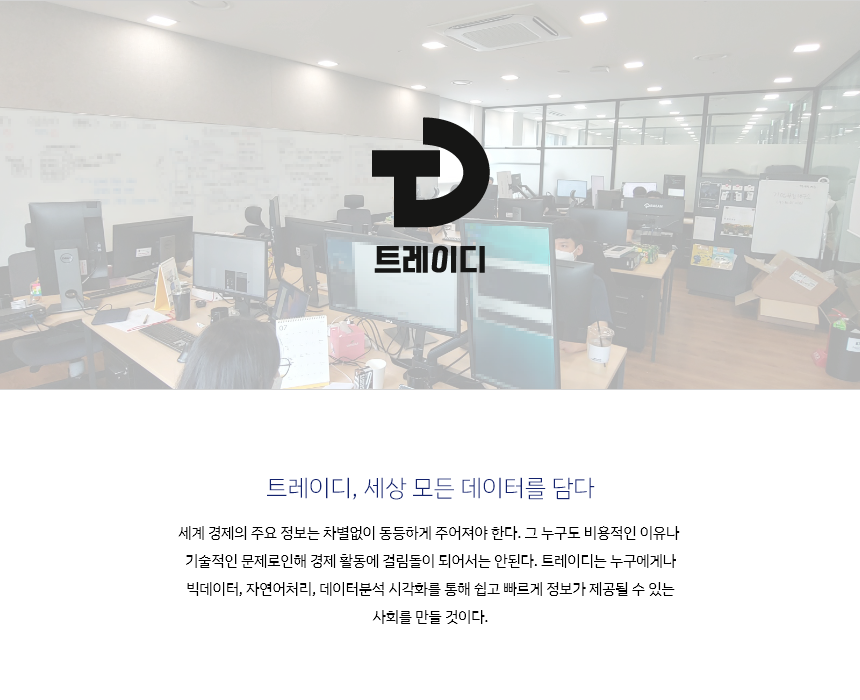 트레이디
트레이디, 세상 모든 데이터를 담다
세계 경제의 주요 정보는 차별없이 동등하게 주어져야 한다. 그 누구도 비용적인 이유나
기술적인 문제로인해 경제 활동에 걸림돌이 되어서는 안된다. 트레이디는 누구에게나
빅데이터, 자연어처리, 데이터분석 시각화를 통해 쉽고 빠르게 정보가 제공될 수 있는
사회를 만들 것이다.